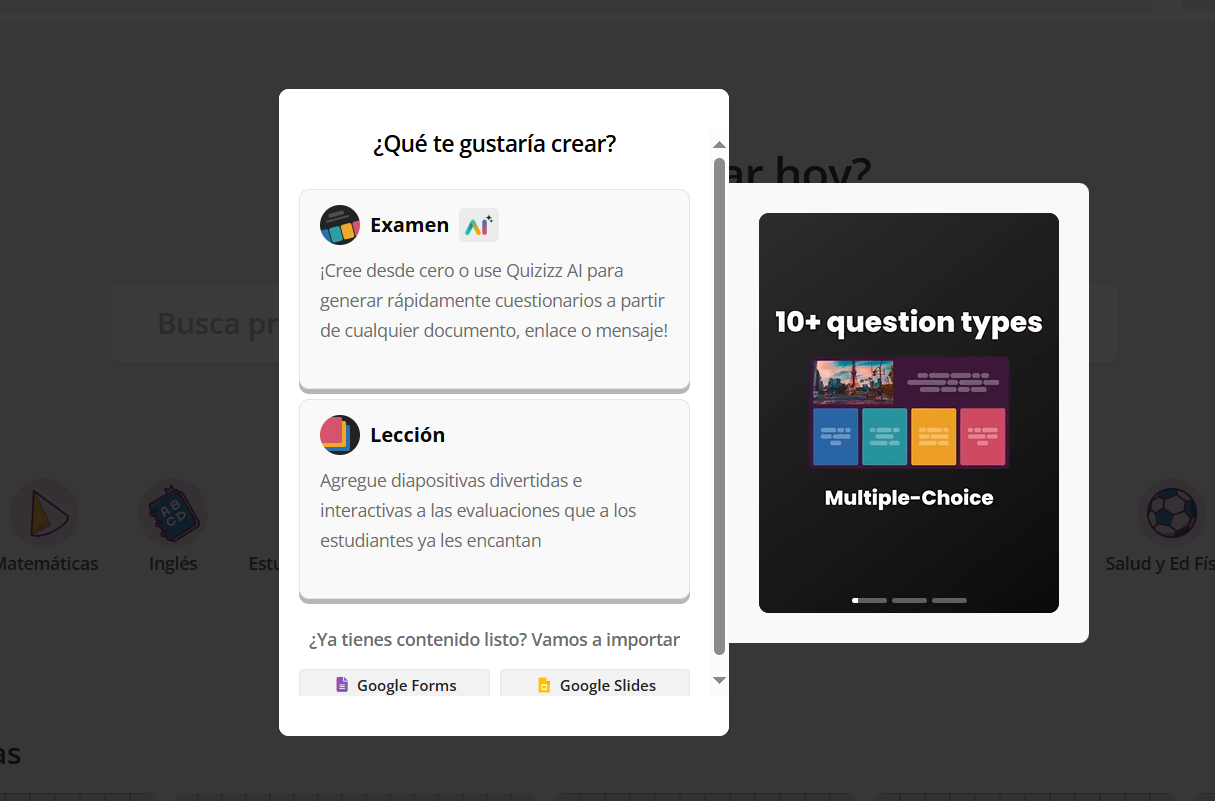 ar hoy?
Busca pr
Matemáticas
Inglés
Estu
Salud y Ed Fís
as
¿Qué te gustaría crear?
Examen AI
¡Cree desde cero o use Quizizz AI para
generar rápidamente cuestionarios a partir
de cualquier documento, enlace o mensaje!
Lección
Agregue diapositivas divertidas e
interactivas a las evaluaciones que a los
estudiantes ya les encantan
¿Ya tienes contenido listo? Vamos a importar
Google Forms
Google Slides
10+ question types
Multiple-Choice